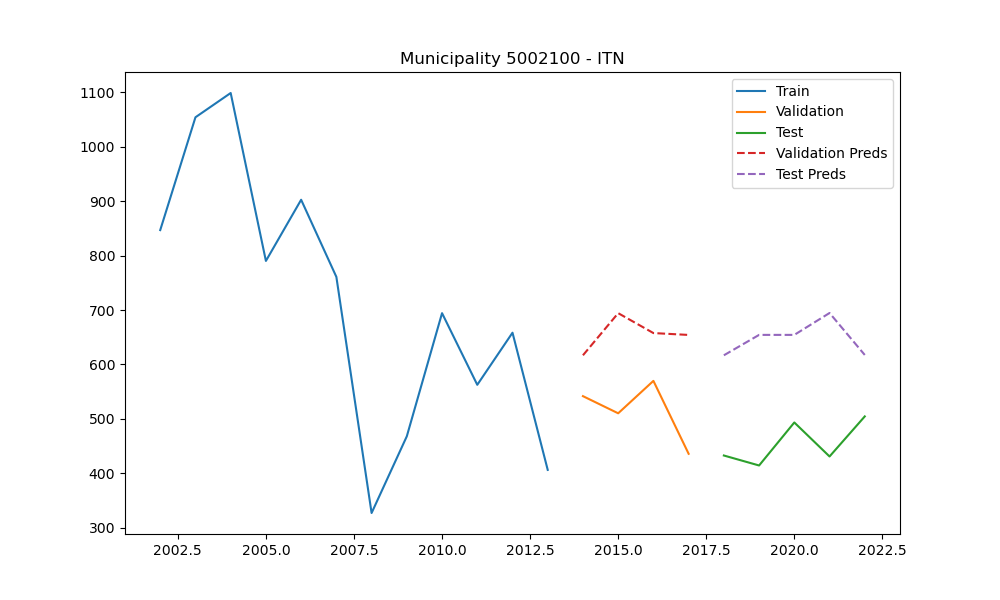 Municipality 5002100 - ITN
Train
Validation
Test
Validation Preds
Test Preds
1100
1000
900
800
700
600
500
400
300
2002.5 2005.0 2007.5 2010.0 2012.5 2015.0 2017.5 2020.0 2022.5